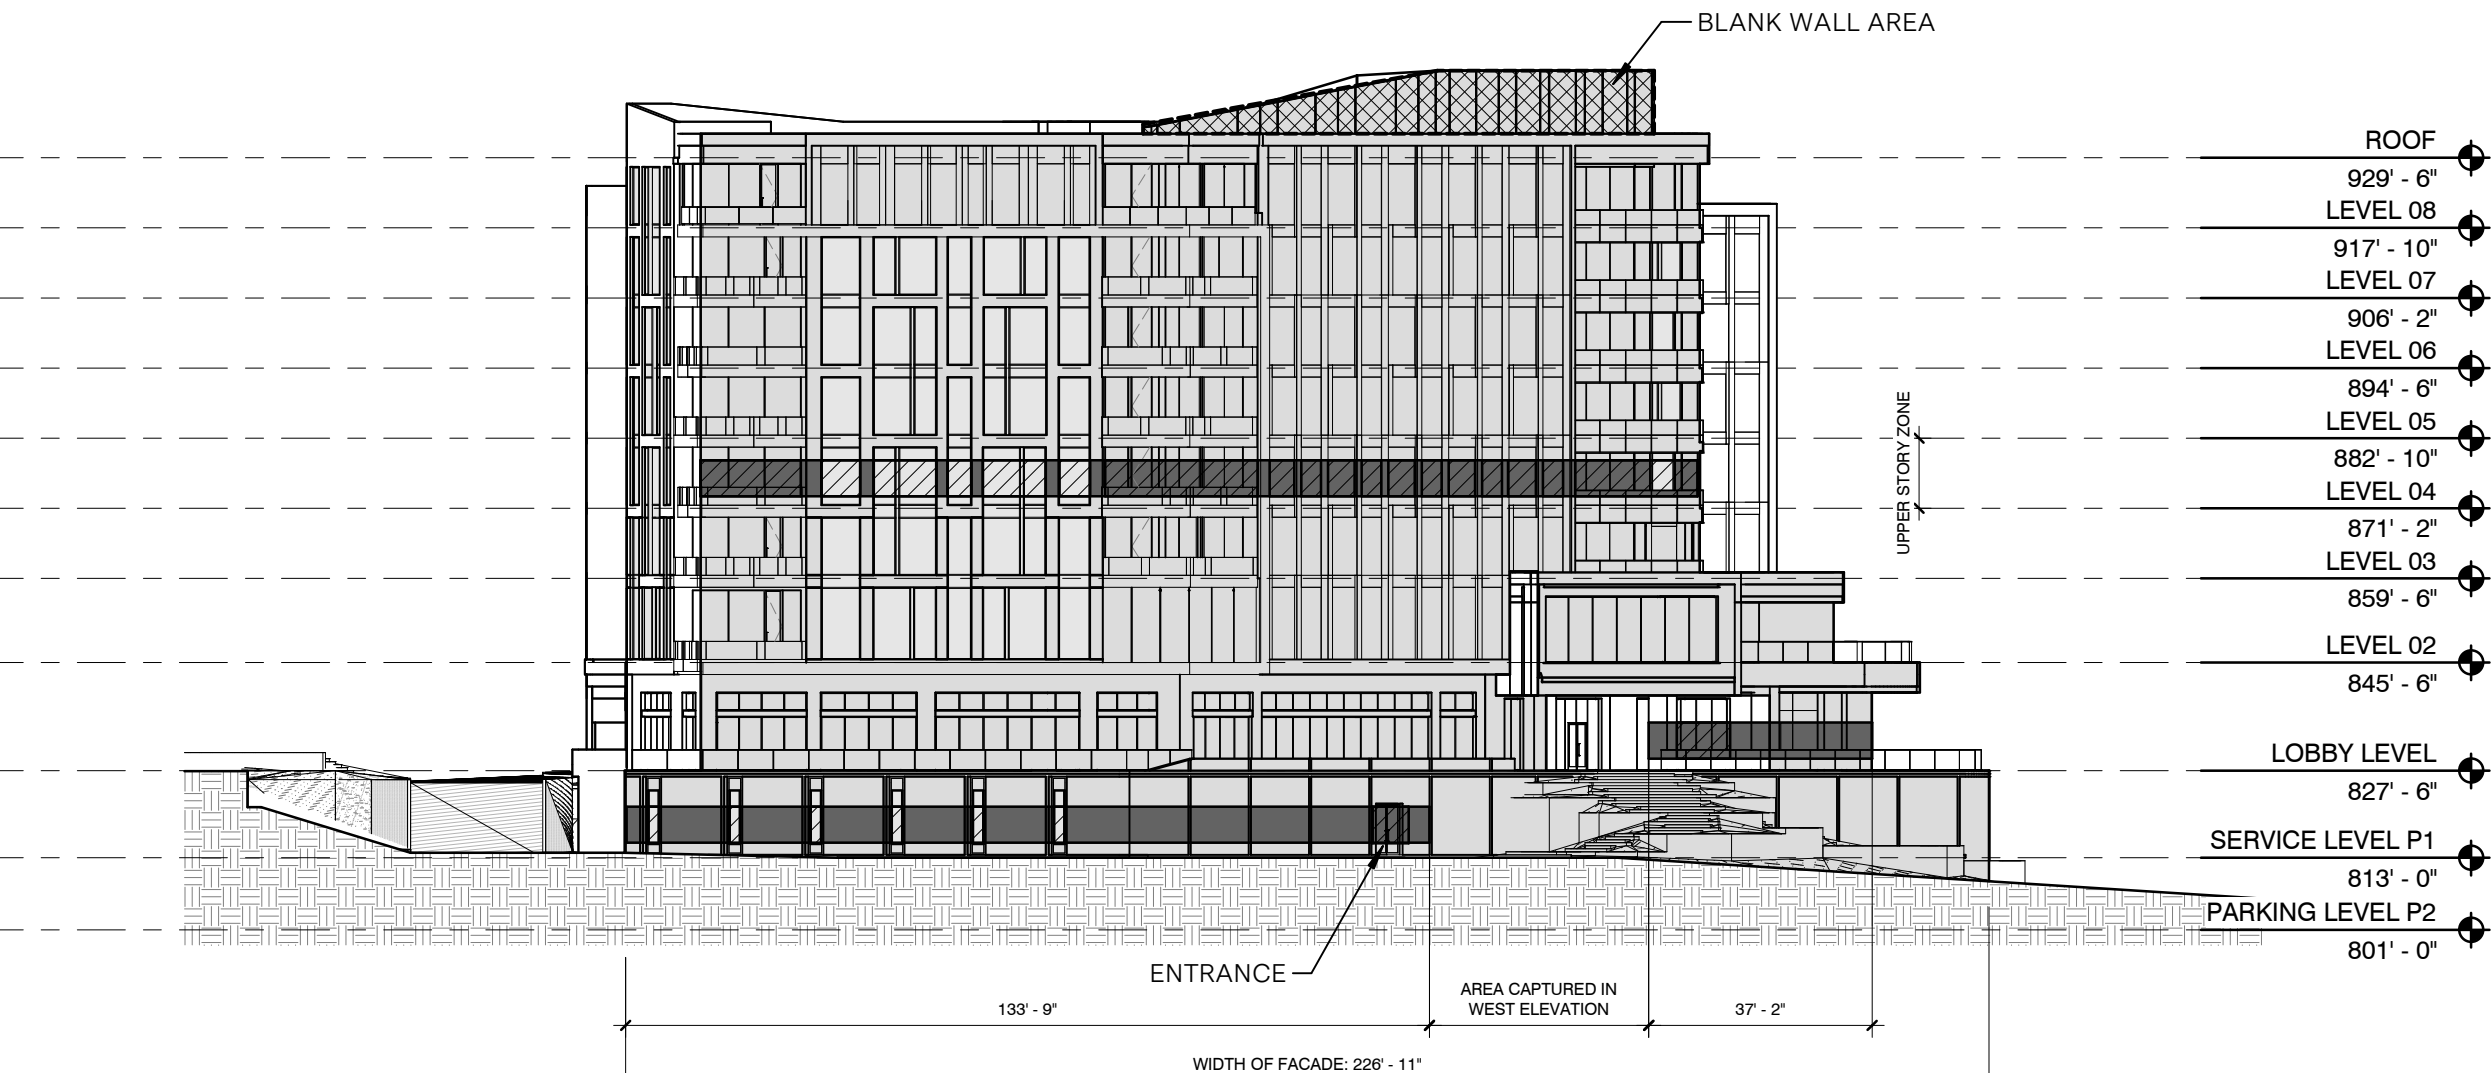 BLANK WALL AREA
ROOF
929' - 6"
LEVEL 08
917' - 10"
LEVEL 07
906' - 2"
LEVEL 06
894' - 6"
LEVEL 05
882' - 10"
UPPER STORY ZONE
LEVEL 04
871' - 2"
LEVEL 03
859' - 6"
LEVEL 02
845' - 6"
LOBBY LEVEL
827' - 6"
SERVICE LEVEL P1
813' - 0"
PARKING LEVEL P2
801' - 0"
ENTRANCE
133' - 9"
AREA CAPTURED IN
WEST ELEVATION
37' - 2"
WIDTH OF FACADE: 226' - 11"